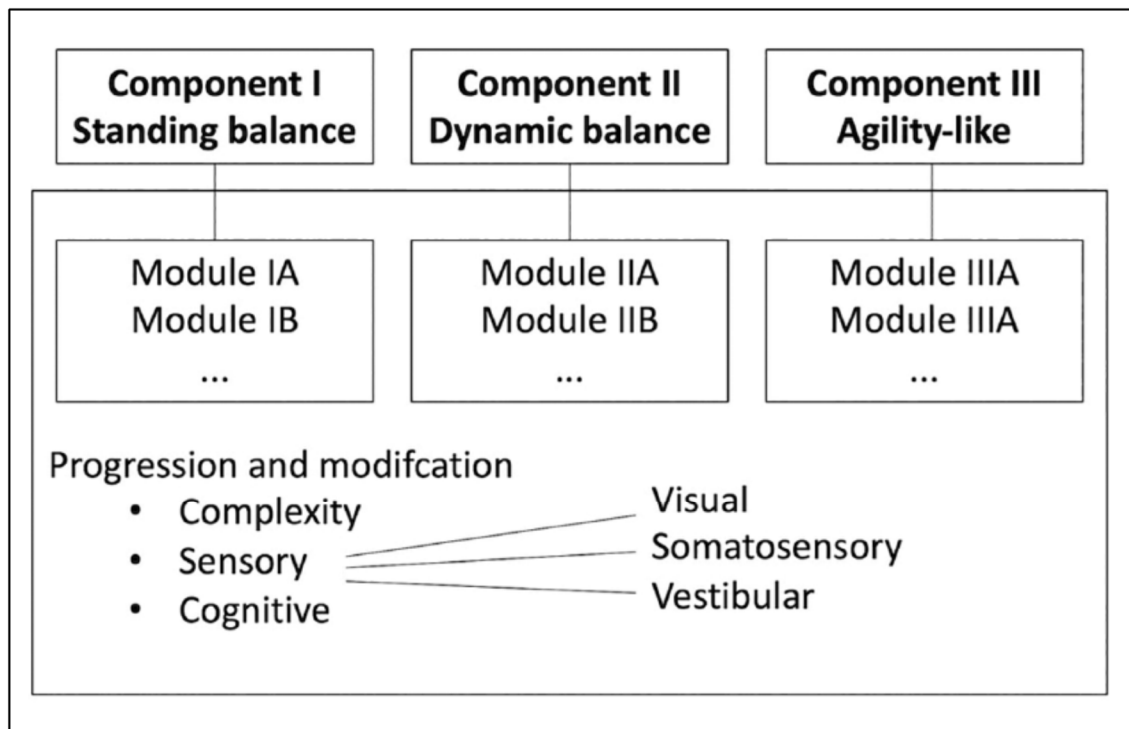 Component I
Standing balance
Component II
Dynamic balance
Component III
Agility-like
Module IA
Module IB
...
Module IIA
Module IIB
...
Module IIIA
Module IIIA
...
Progression and modifcation
• Complexity
• Sensory
• Cognitive
Visual
Somatosensory
Vestibular